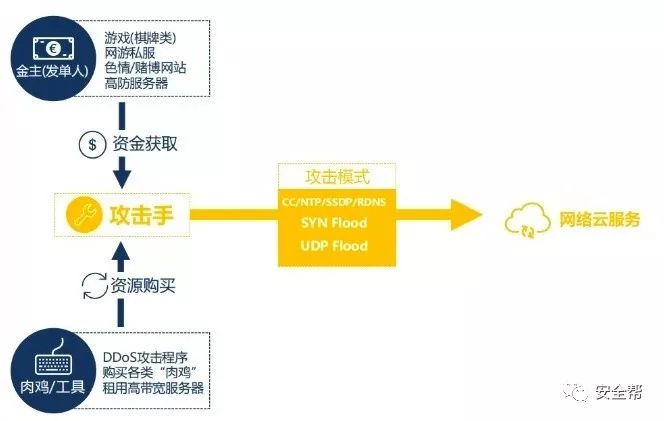 金主(发单人)
游戏(棋牌类)
网游私服
色情/赌博网站
高防服务器
$ 资金获取
攻击手
攻击模式
CC/NTP/SSDP/RDNS
SYN Flood
UDP Flood
网络云服务
资源购买
肉鸡/工具
DDoS攻击程序
购买各类“肉鸡”
租用高带宽服务器
安全帮